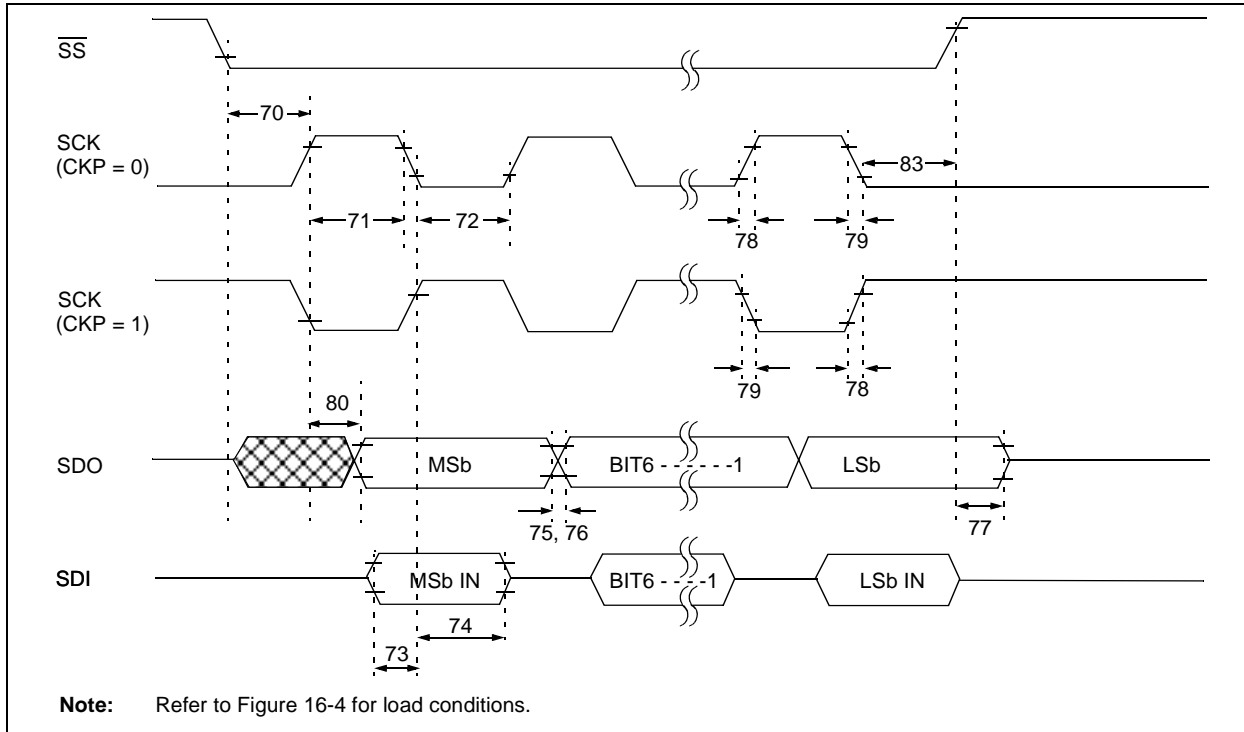 SS
70
SCK
(CKP = 0)
83
71
72
78
79
SCK
(CKP = 1)
79
78
80
SDO
MSb
BIT6 - - - - - -1
LSb
75, 76
77
SDI
MSb IN
BIT6 - - - -1
LSb IN
74
73
Note: Refer to Figure 16-4 for load conditions.